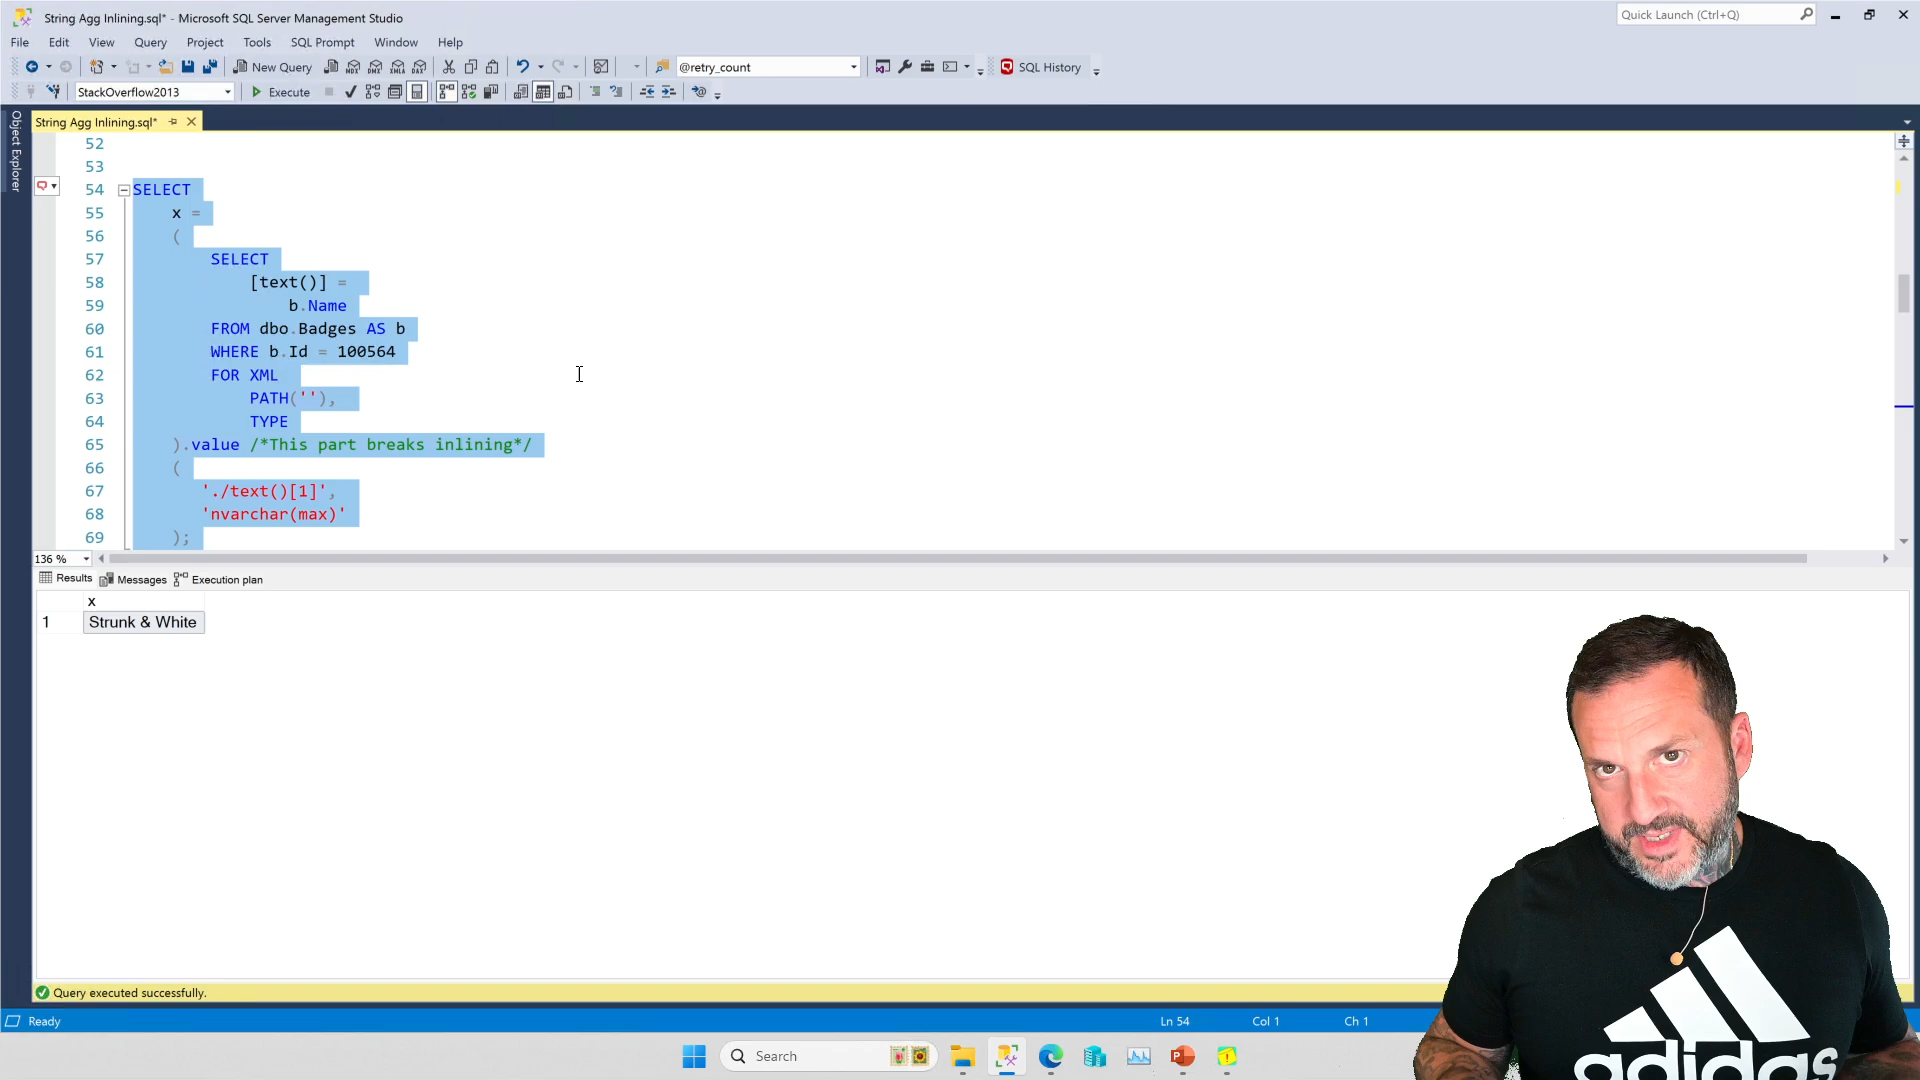 String Agg Inlining.sql* - Microsoft SQL Server Management Studio
Quick Launch (Ctrl+Q)
File Edit View Query Project Tools SQL Prompt Window Help
New Query
MDX DMX XMLA DAX
@retry_count
SQL History
StackOverflow2013
Execute
Object Explorer
String Agg Inlining.sql*
52
53
54 SELECT
55 x =
56 (
57 SELECT
58 [text()] =
59 b.Name
60 FROM dbo.Badges AS b
61 WHERE b.Id = 100564
62 FOR XML
63 PATH(''),
64 TYPE
65 ).value /*This part breaks inlining*/
66 (
67 './text()[1]',
68 'nvarchar(max)'
69 );
136 %
Results Messages Execution plan
x
1 Strunk & White
Query executed successfully.
Ready Ln 54 Col 1 Ch 1
Search
adidas